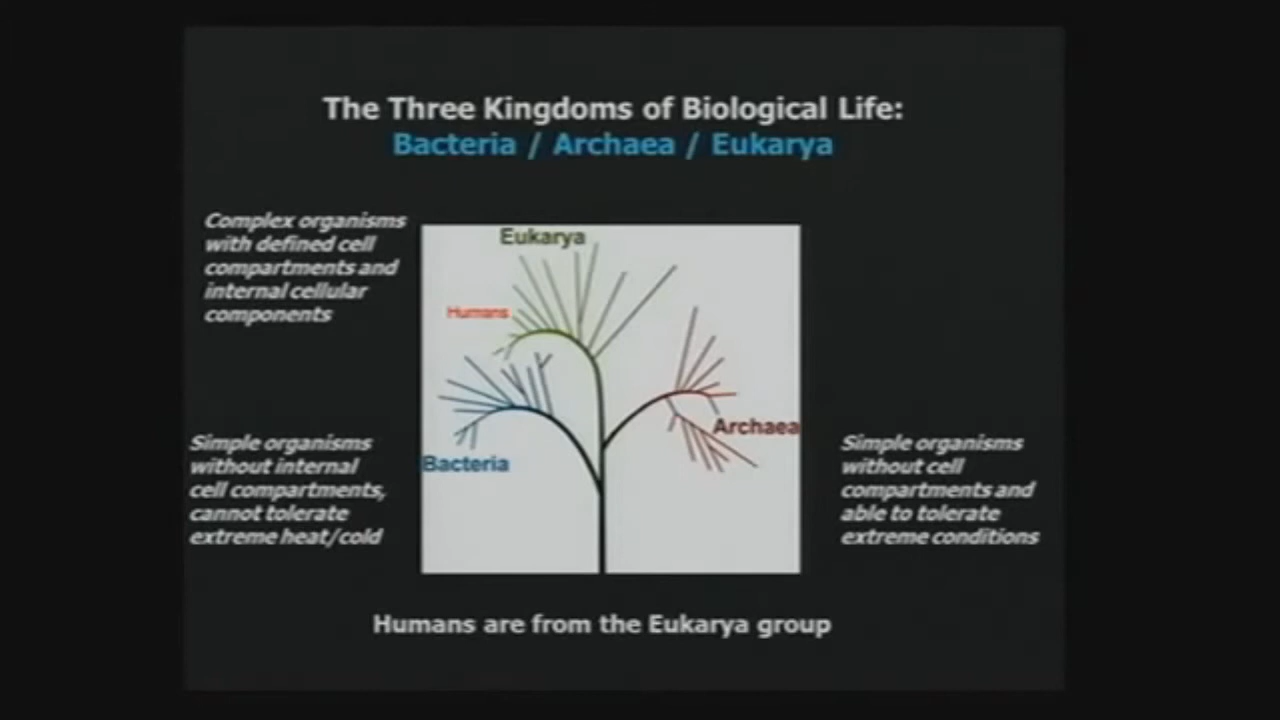 The Three Kingdoms of Biological Life:
Bacteria / Archaea / Eukarya
Complex organisms
with defined cell
compartments and
internal cellular
components
Eukarya
Humans
Archaea
Bacteria
Simple organisms
without internal
cell compartments,
cannot tolerate
extreme heat/cold
Simple organisms
without cell
compartments and
able to tolerate
extreme conditions
Humans are from the Eukarya group